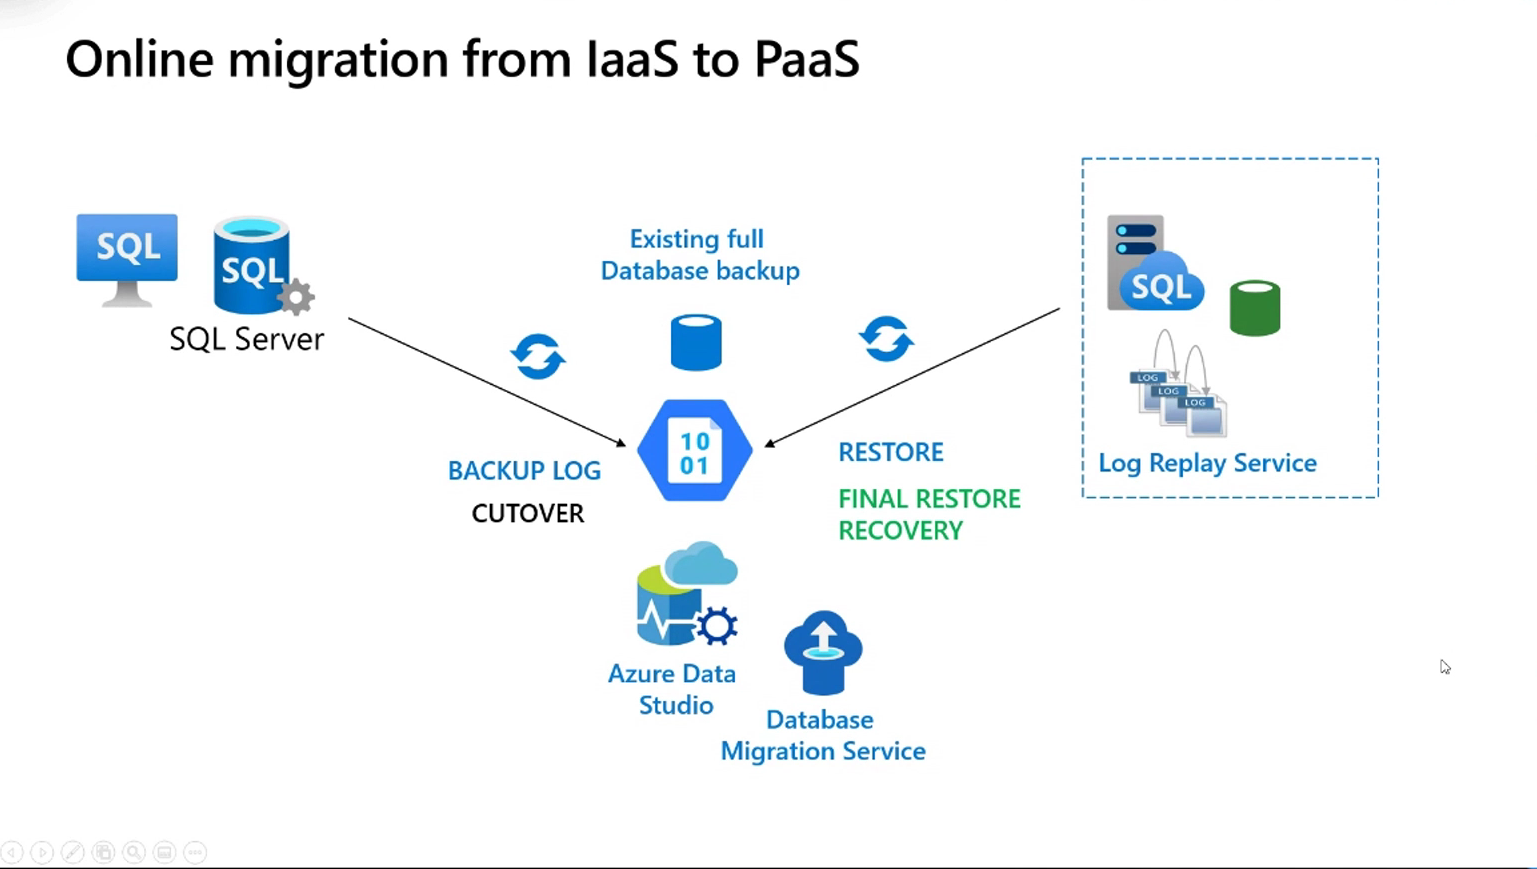 Online migration from IaaS to PaaS
SQL
SQL
SQL Server
Existing full
Database backup
10
01
BACKUP LOG
CUTOVER
RESTORE
FINAL RESTORE
RECOVERY
SQL
LOG
LOG
LOG
Log Replay Service
Azure Data
Studio
Database
Migration Service